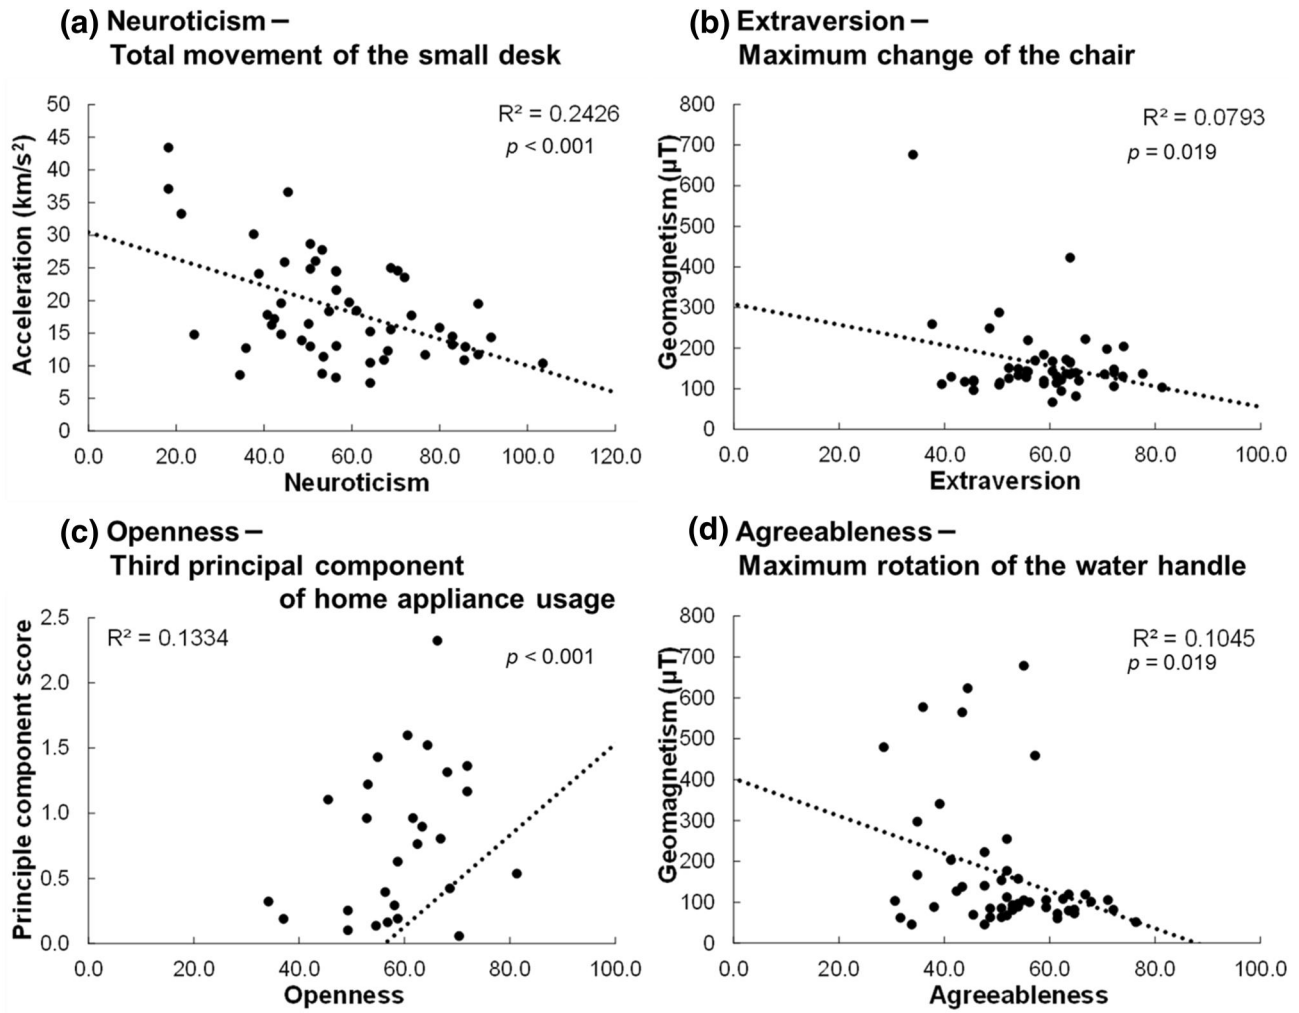 (a) Neuroticism –
Total movement of the small desk
R² = 0.2426
p < 0.001
Acceleration (km/s²)
50
45
40
35
30
25
20
15
10
5
0
0.0 20.0 40.0 60.0 80.0 100.0 120.0
Neuroticism
(b) Extraversion –
Maximum change of the chair
R² = 0.0793
p = 0.019
Geomagnetism (μT)
800
700
600
500
400
300
200
100
0
0.0 20.0 40.0 60.0 80.0 100.0
Extraversion
(c) Openness –
Third principal component
of home appliance usage
R² = 0.1334
p < 0.001
Principle component score
2.5
2.0
1.5
1.0
0.5
0.0
0.0 20.0 40.0 60.0 80.0 100.0
Openness
(d) Agreeableness –
Maximum rotation of the water handle
R² = 0.1045
p = 0.019
Geomagnetism (μT)
800
700
600
500
400
300
200
100
0
0.0 20.0 40.0 60.0 80.0 100.0
Agreeableness